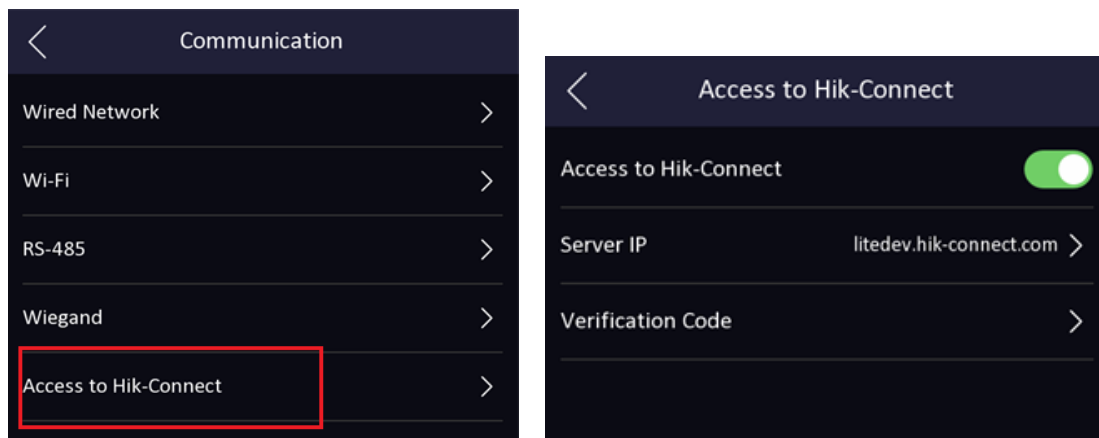 Communication
Wired Network
Wi-Fi
RS-485
Wiegand
Access to Hik-Connect
Access to Hik-Connect
Access to Hik-Connect
Server IP litedev.hik-connect.com
Verification Code